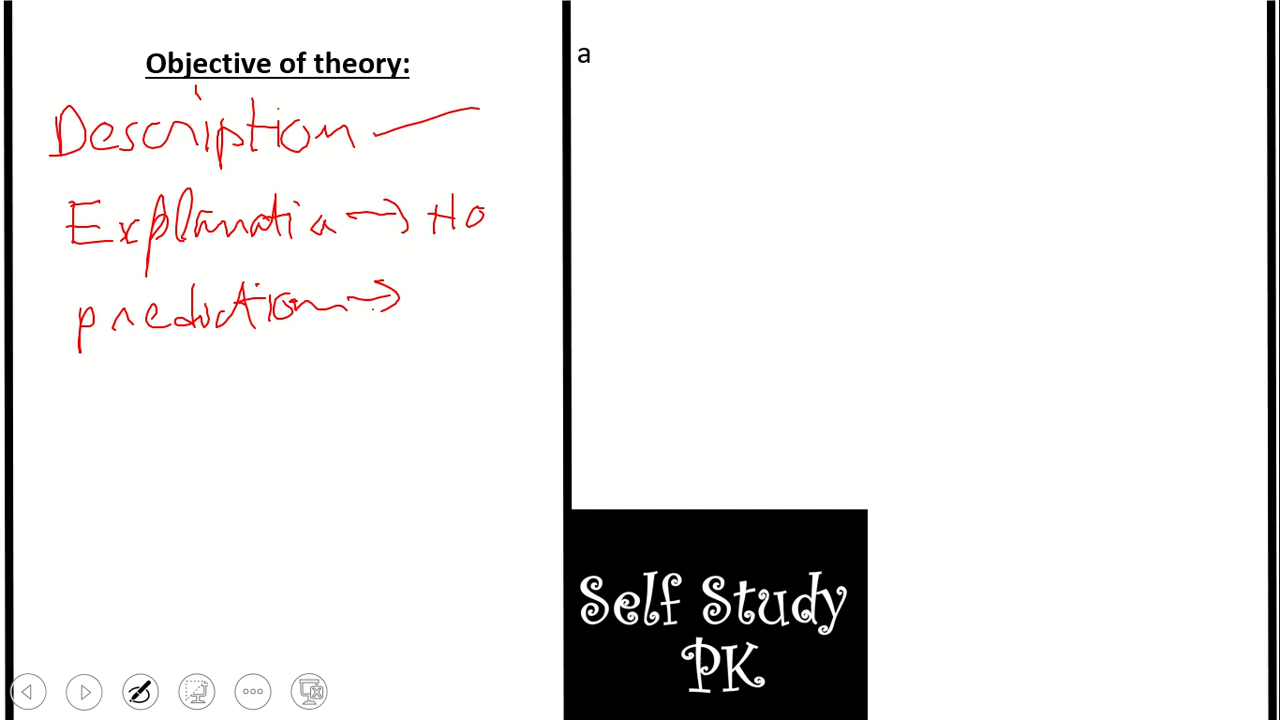 Objective of theory:
Description
Explanatia → Ho
prediction →
a
Self Study
PK